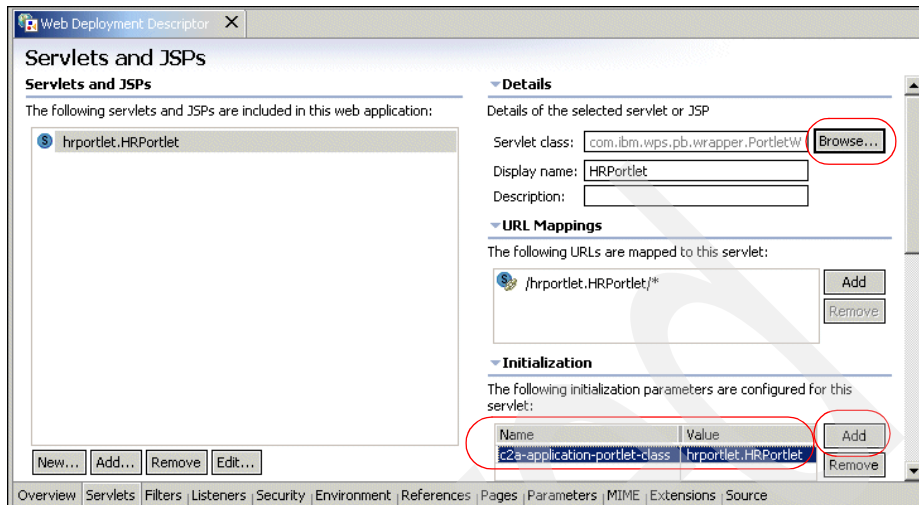 Web Deployment Descriptor
Servlets and JSPs
Servlets and JSPs
The following servlets and JSPs are included in this web application:
hrportlet.HRPortlet
New... Add... Remove Edit...
Details
Details of the selected servlet or JSP
Servlet class: com.ibm.wps.pb.wrapper.PortletW Browse...
Display name: HRPortlet
Description:
URL Mappings
The following URLs are mapped to this servlet:
/hrportlet.HRPortlet/*
Add
Remove
Initialization
The following initialization parameters are configured for this
servlet:
Name Value
c2a-application-portlet-class hrportlet.HRPortlet
Add
Remove
Overview Servlets Filters Listeners Security Environment References Pages Parameters MIME Extensions Source